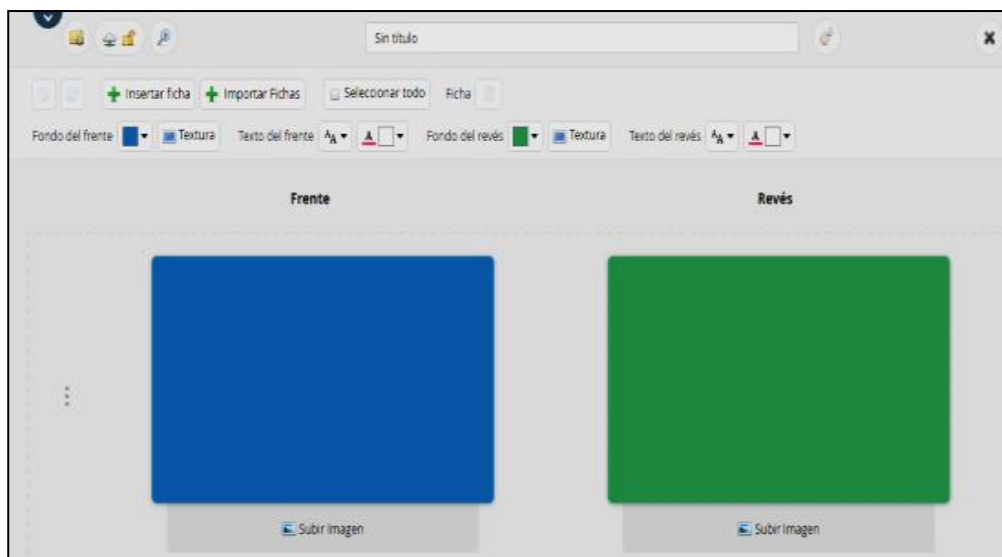 Sin título
Insertar ficha Importar Fichas Seleccionar todo Ficha
Fondo del frente Textura Texto del frente Fondo del revés Textura Texto del revés
Frente Revés
Subir Imagen Subir Imagen